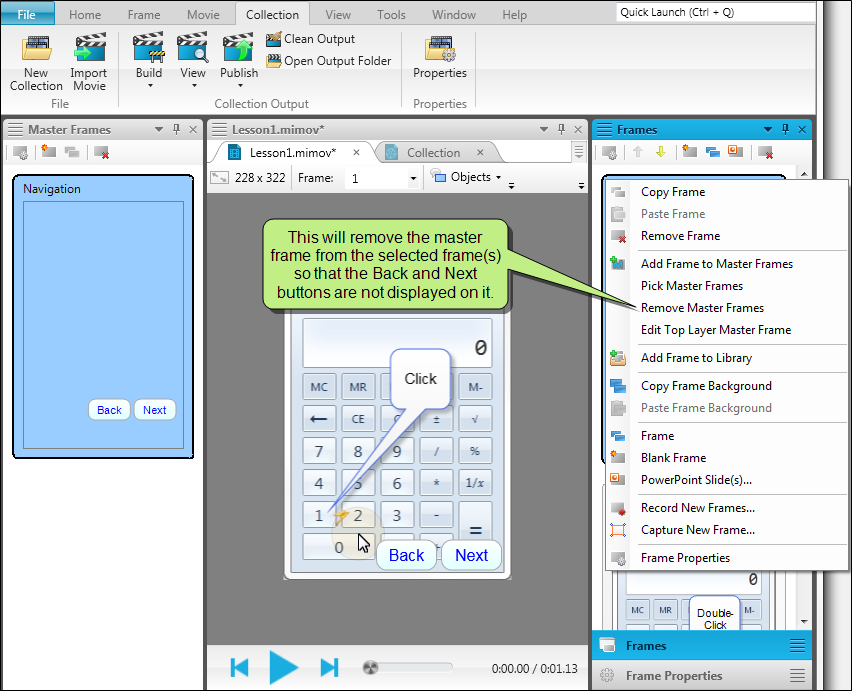 File Home Frame Movie Collection View Tools Window Help Quick Launch (Ctrl + Q)
New Collection
Import Movie
Build
View
Publish
Clean Output
Open Output Folder
Properties
File Collection Output Properties
Master Frames
Navigation
Back Next
Lesson1.mimov*
Lesson1.mimov* Collection
228 x 322 Frame: 1 Objects
This will remove the master
frame from the selected frame(s)
so that the Back and Next
buttons are not displayed on it.
0
Click
MC MR M-
← CE ± √
7 8 9 / %
4 5 6 * 1/x
1 2 3 - =
0
Back Next
0:00.00 / 0:01.13
Frames
Copy Frame
Paste Frame
Remove Frame
Add Frame to Master Frames
Pick Master Frames
Remove Master Frames
Edit Top Layer Master Frame
Add Frame to Library
Copy Frame Background
Paste Frame Background
Frame
Blank Frame
PowerPoint Slide(s)...
Record New Frames...
Capture New Frame...
Frame Properties
0
MC MR M-
Double-
Click
Frames
Frame Properties